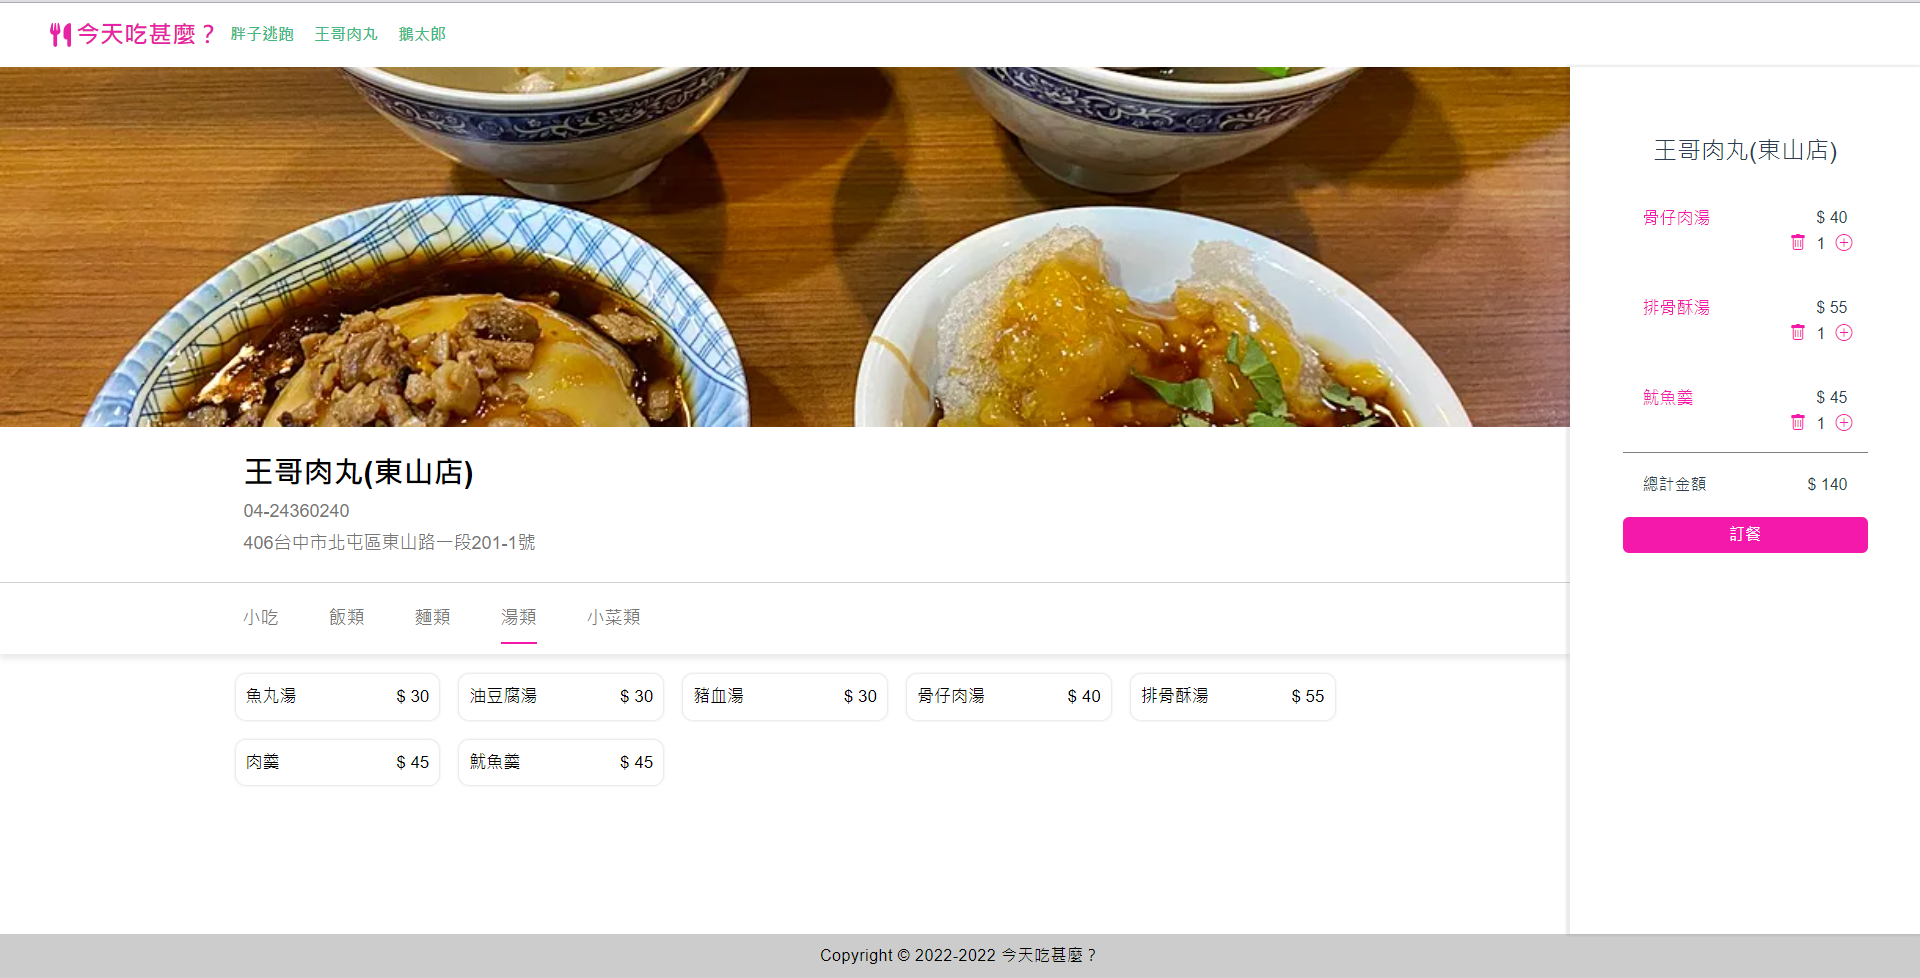 今天吃甚麼？ 胖子逃跑 王哥肉丸 鵝太郎
王哥肉丸(東山店)
04-24360240
406台中市北屯區東山路一段201-1號
小吃 飯類 麵類 湯類 小菜類
魚丸湯 $ 30
油豆腐湯 $ 30
豬血湯 $ 30
骨仔肉湯 $ 40
排骨酥湯 $ 55
肉羹 $ 45
魷魚羹 $ 45
王哥肉丸(東山店)
骨仔肉湯 $ 40
1
排骨酥湯 $ 55
1
魷魚羹 $ 45
1
總計金額 $ 140
訂餐
Copyright © 2022-2022 今天吃甚麼？